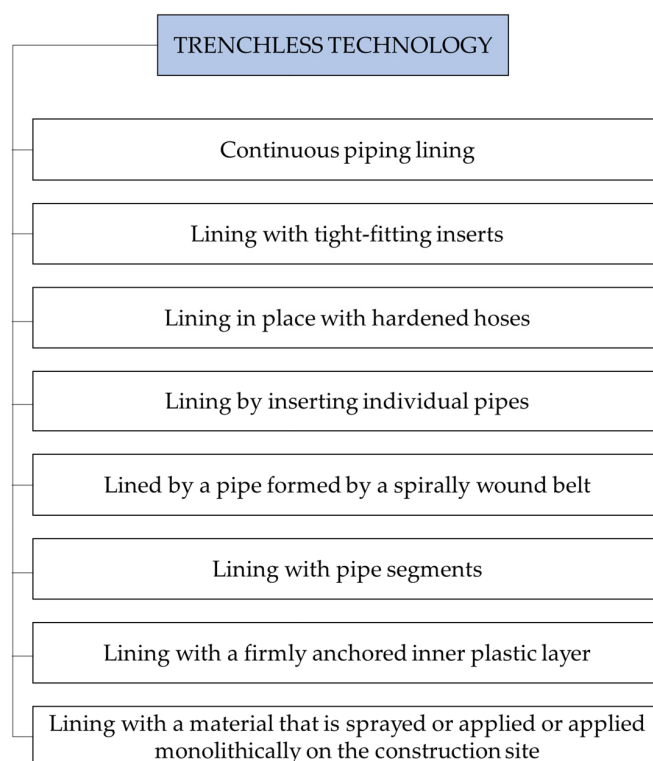 TRENCHLESS TECHNOLOGY
Continuous piping lining
Lining with tight-fitting inserts
Lining in place with hardened hoses
Lining by inserting individual pipes
Lined by a pipe formed by a spirally wound belt
Lining with pipe segments
Lining with a firmly anchored inner plastic layer
Lining with a material that is sprayed or applied or applied
monolithically on the construction site